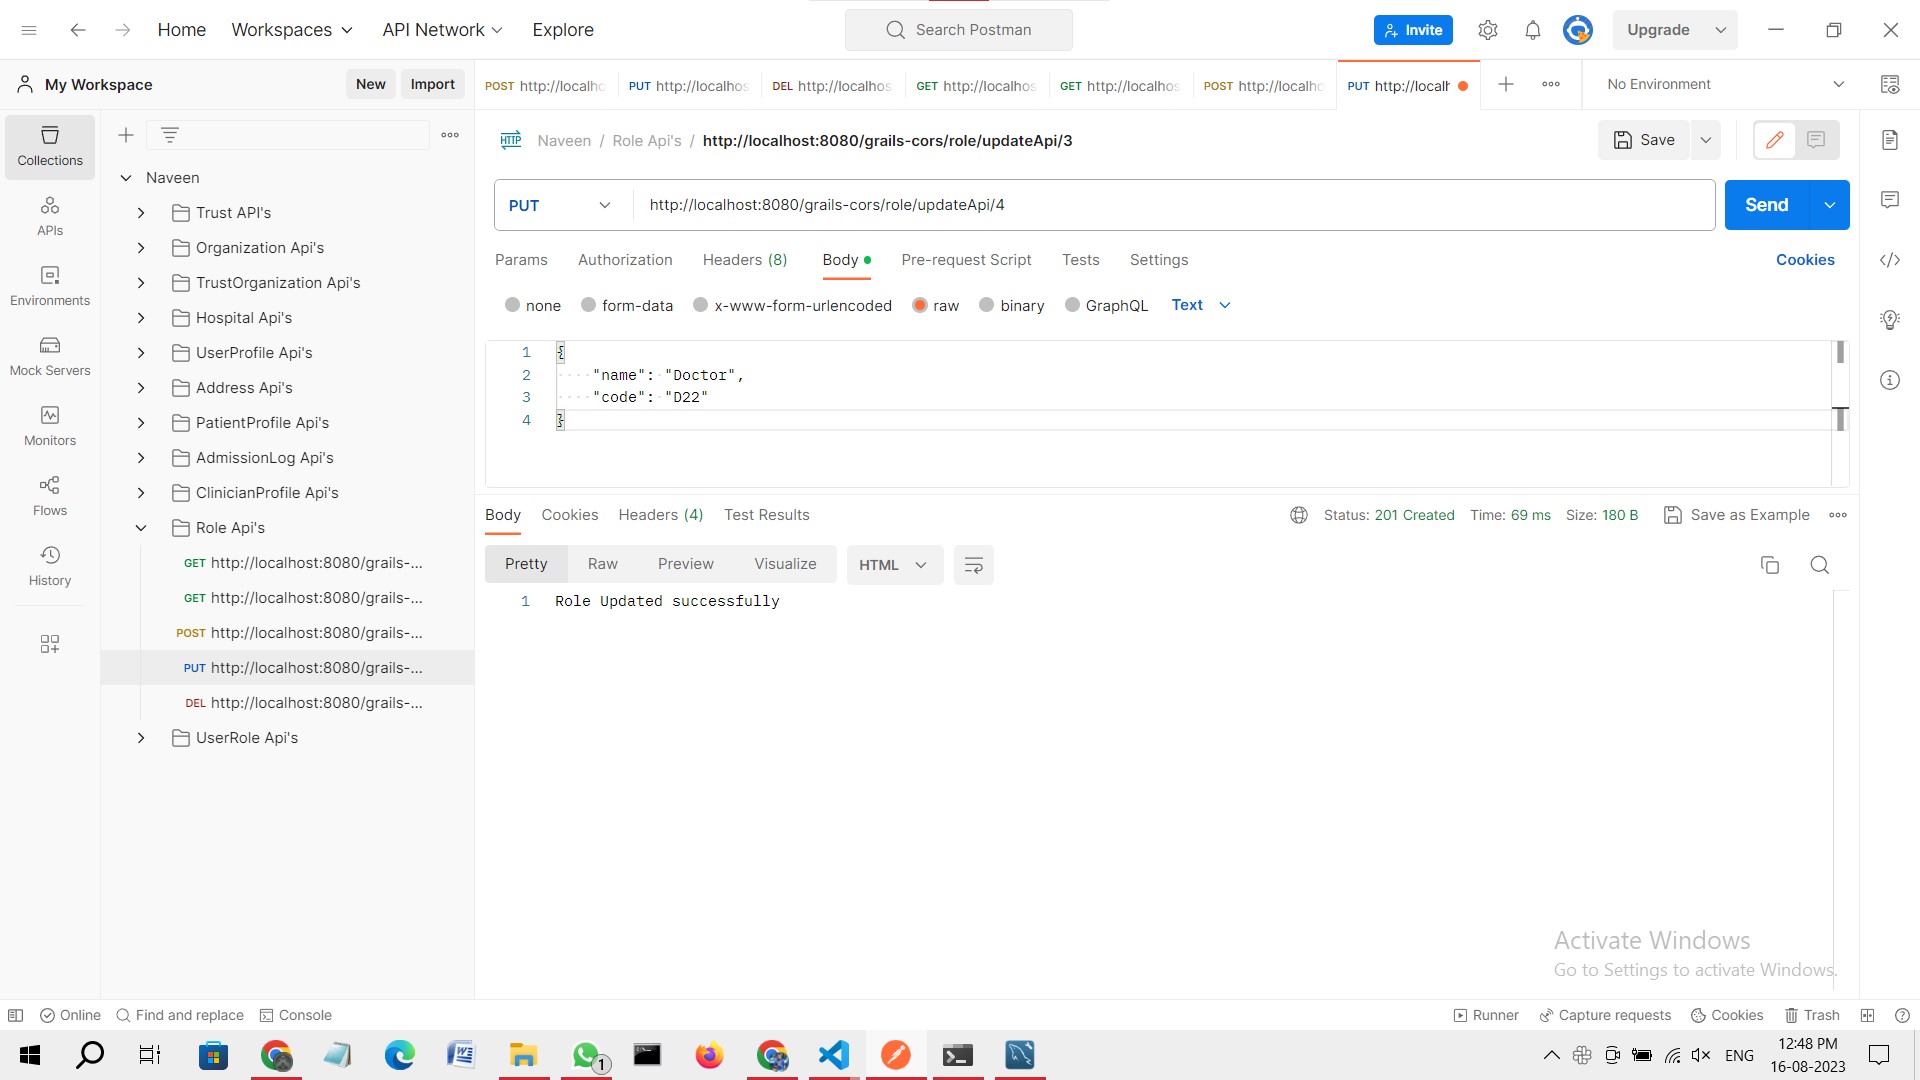 Home Workspaces API Network Explore Search Postman Invite Upgrade
My Workspace New Import
POST http://localho PUT http://localhos DEL http://localhos GET http://localhos GET http://localhos POST http://localho PUT http://localh No Environment
HTTP Naveen / Role Api's / http://localhost:8080/grails-cors/role/updateApi/3 Save
PUT http://localhost:8080/grails-cors/role/updateApi/4 Send
Params Authorization Headers (8) Body Pre-request Script Tests Settings Cookies
none form-data x-www-form-urlencoded raw binary GraphQL Text
1 {
2 "name": "Doctor",
3 "code": "D22"
4 }
Body Cookies Headers (4) Test Results Status: 201 Created Time: 69 ms Size: 180 B Save as Example
Pretty Raw Preview Visualize HTML
1 Role Updated successfully
Collections
APIs
Environments
Mock Servers
Monitors
Flows
History
Naveen
Trust API's
Organization Api's
TrustOrganization Api's
Hospital Api's
UserProfile Api's
Address Api's
PatientProfile Api's
AdmissionLog Api's
ClinicianProfile Api's
Role Api's
GET http://localhost:8080/grails-...
GET http://localhost:8080/grails-...
POST http://localhost:8080/grails-...
PUT http://localhost:8080/grails-...
DEL http://localhost:8080/grails-...
UserRole Api's
Activate Windows
Go to Settings to activate Windows.
Online Find and replace Console Runner Capture requests Cookies Trash
1 ENG 12:48 PM
16-08-2023